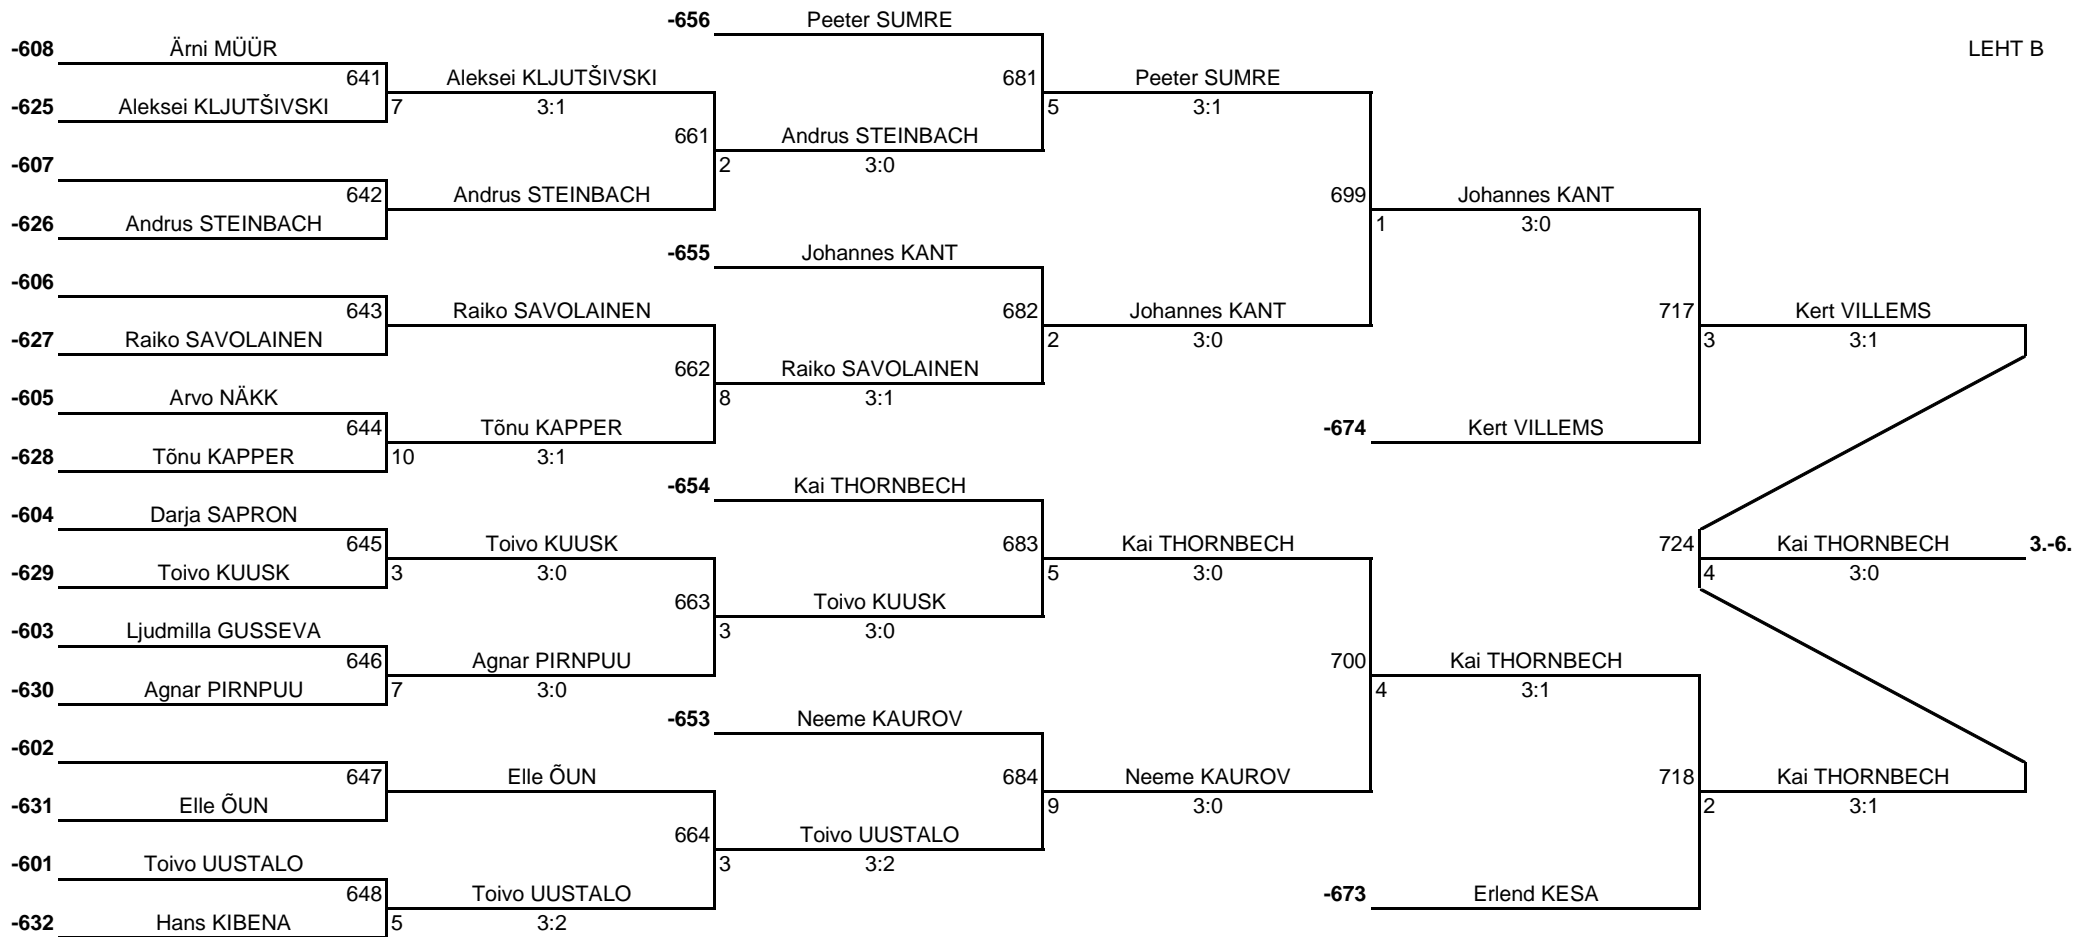 -656 Peeter SUMRE
-608 Ärni MÜÜR LEHT B
641 Aleksei KLJUTŠIVSKI 681 Peeter SUMRE
-625 Aleksei KLJUTŠIVSKI 7 3:1 5 3:1
661 Andrus STEINBACH
-607 2 3:0
642 Andrus STEINBACH 699 Johannes KANT
-626 Andrus STEINBACH 1 3:0
-655 Johannes KANT
-606
643 Raiko SAVOLAINEN 682 Johannes KANT 717 Kert VILLEMS
-627 Raiko SAVOLAINEN 2 3:0 3 3:1
662 Raiko SAVOLAINEN
-605 Arvo NÄKK 8 3:1
644 Tõnu KAPPER -674 Kert VILLEMS
-628 Tõnu KAPPER 10 3:1
-654 Kai THORNBECH
-604 Darja SAPRON
645 Toivo KUUSK 683 Kai THORNBECH 724 Kai THORNBECH 3.-6.
-629 Toivo KUUSK 3 3:0 5 3:0 4 3:0
663 Toivo KUUSK
-603 Ljudmilla GUSSEVA 3 3:0
646 Agnar PIRNPUU 700 Kai THORNBECH
-630 Agnar PIRNPUU 7 3:0 4 3:1
-653 Neeme KAUROV
-602
647 Elle ÕUN 684 Neeme KAUROV 718 Kai THORNBECH
-631 Elle ÕUN 9 3:0 2 3:1
664 Toivo UUSTALO
-601 Toivo UUSTALO 3 3:2
648 Toivo UUSTALO -673 Erlend KESA
-632 Hans KIBENA 5 3:2